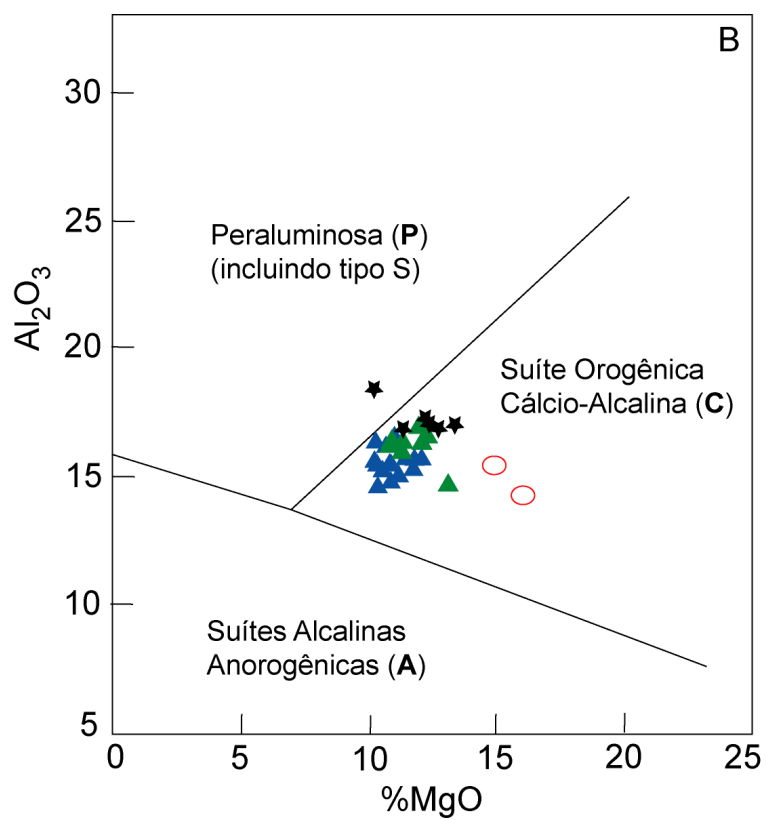 B
30
25
20
15
10
5
Al₂O₃
Peraluminosa (P)
(incluindo tipo S)
Suíte Orogênica
Cálcio-Alcalina (C)
Suítes Alcalinas
Anorogênicas (A)
0 5 10 15 20 25
%MgO